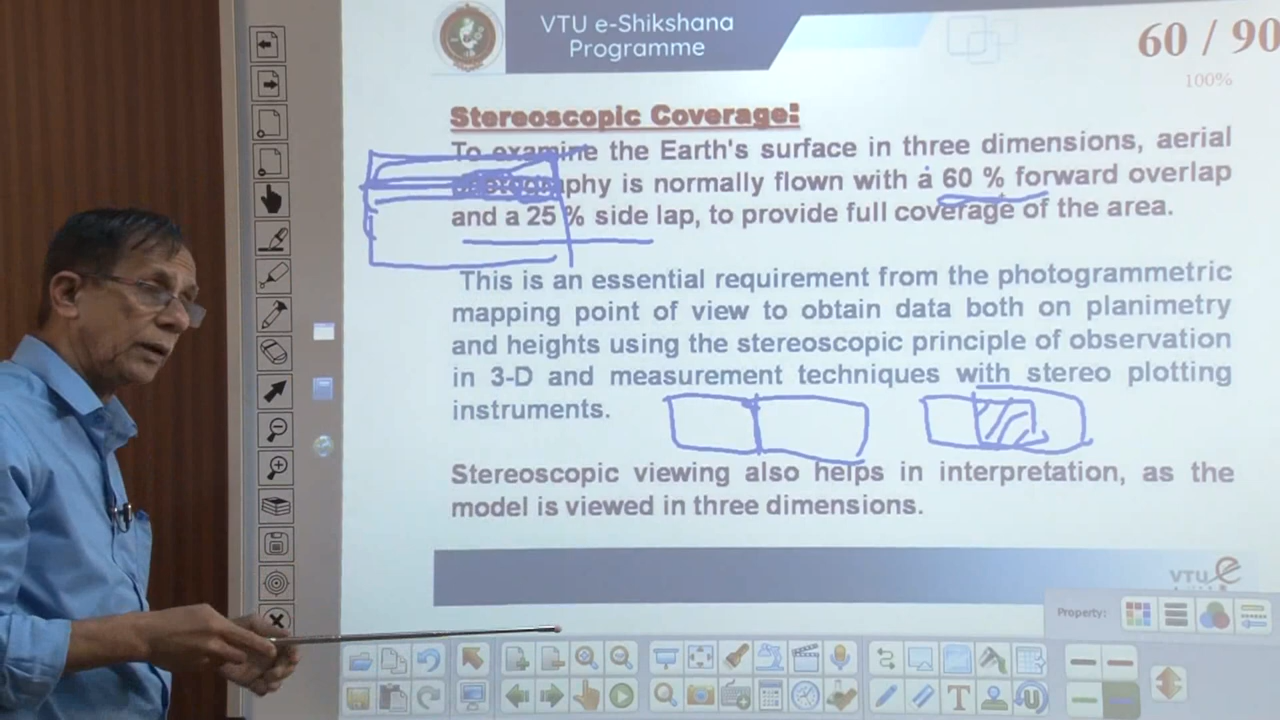 VTU e-Shikshana
Programme
60 / 90
100%
Stereoscopic Coverage:
To examine the Earth's surface in three dimensions, aerial
photography is normally flown with a 60 % forward overlap
and a 25 % side lap, to provide full coverage of the area.
This is an essential requirement from the photogrammetric
mapping point of view to obtain data both on planimetry
and heights using the stereoscopic principle of observation
in 3-D and measurement techniques with stereo plotting
instruments.
Stereoscopic viewing also helps in interpretation, as the
model is viewed in three dimensions.
VTU e
Property: